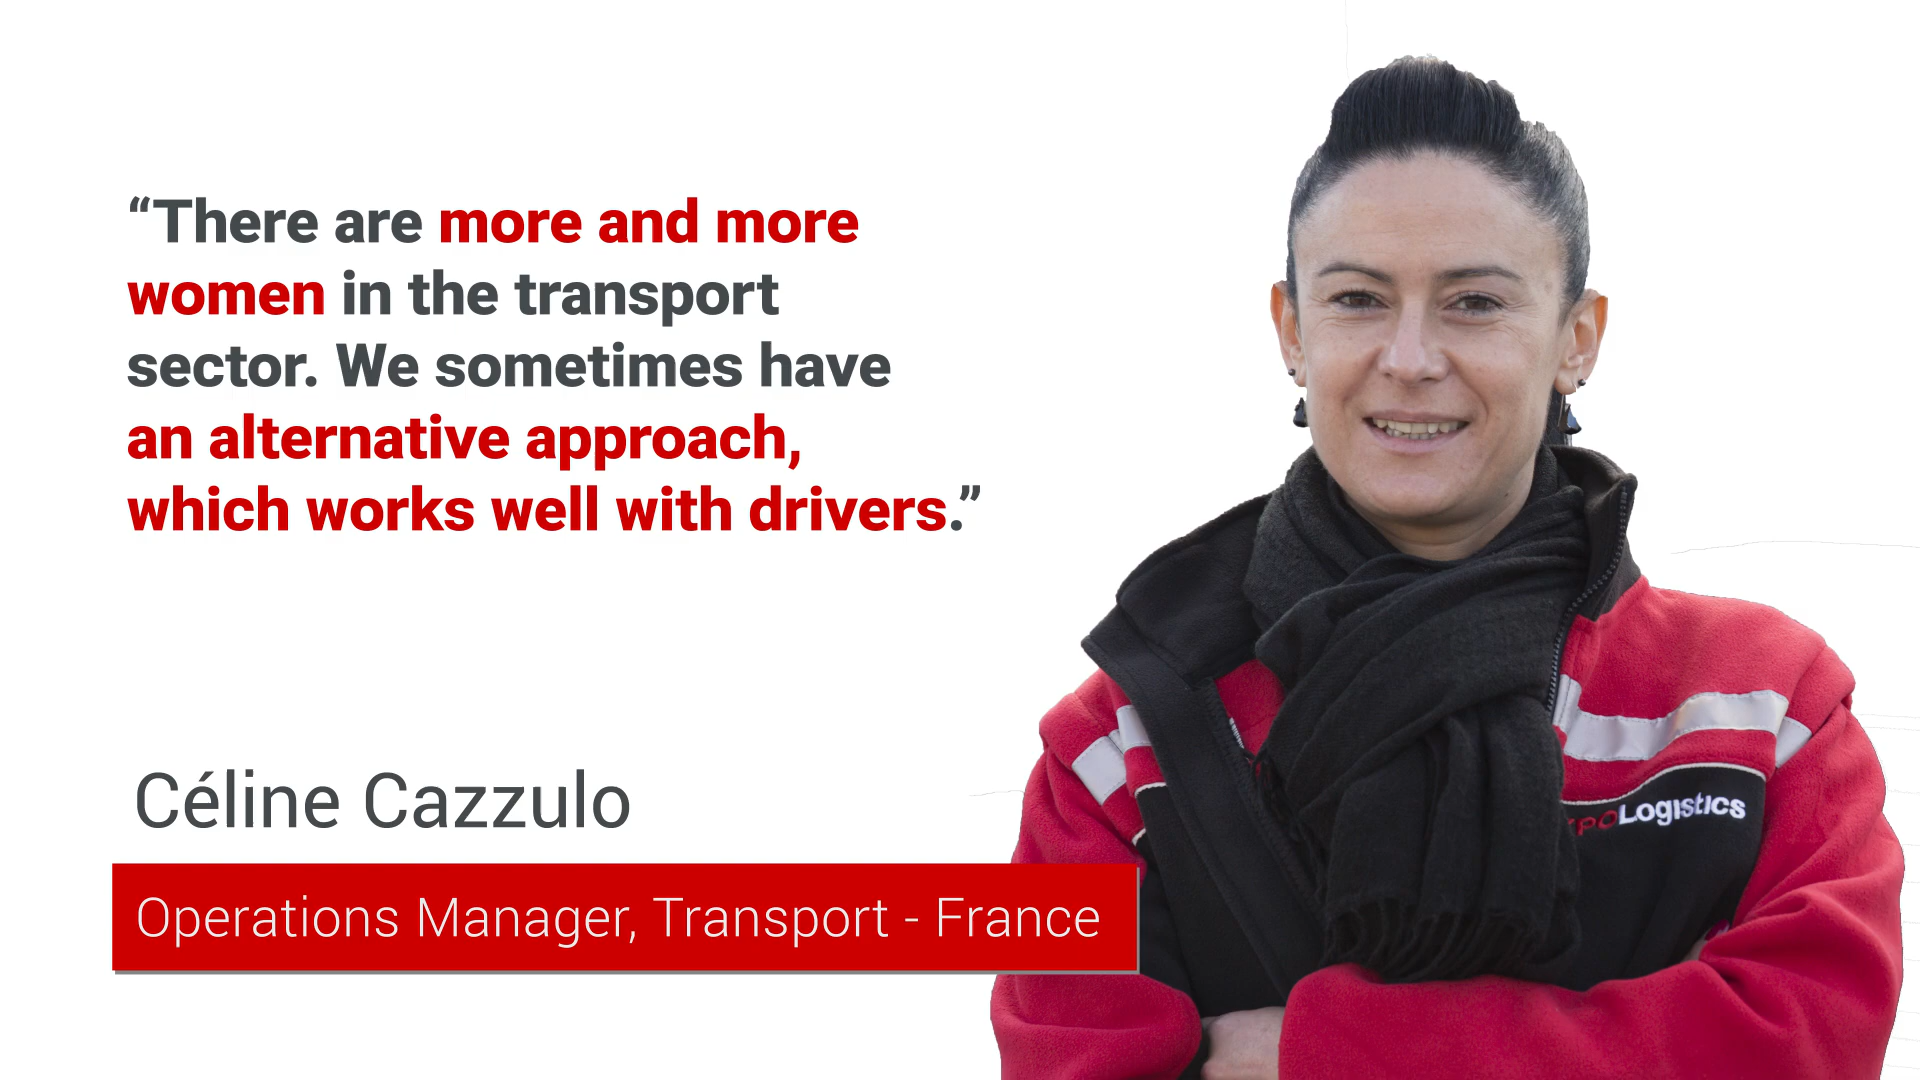 “There are more and more
women in the transport
sector. We sometimes have
an alternative approach,
which works well with drivers.”
Céline Cazzulo
Operations Manager, Transport - France
XPOLogistics